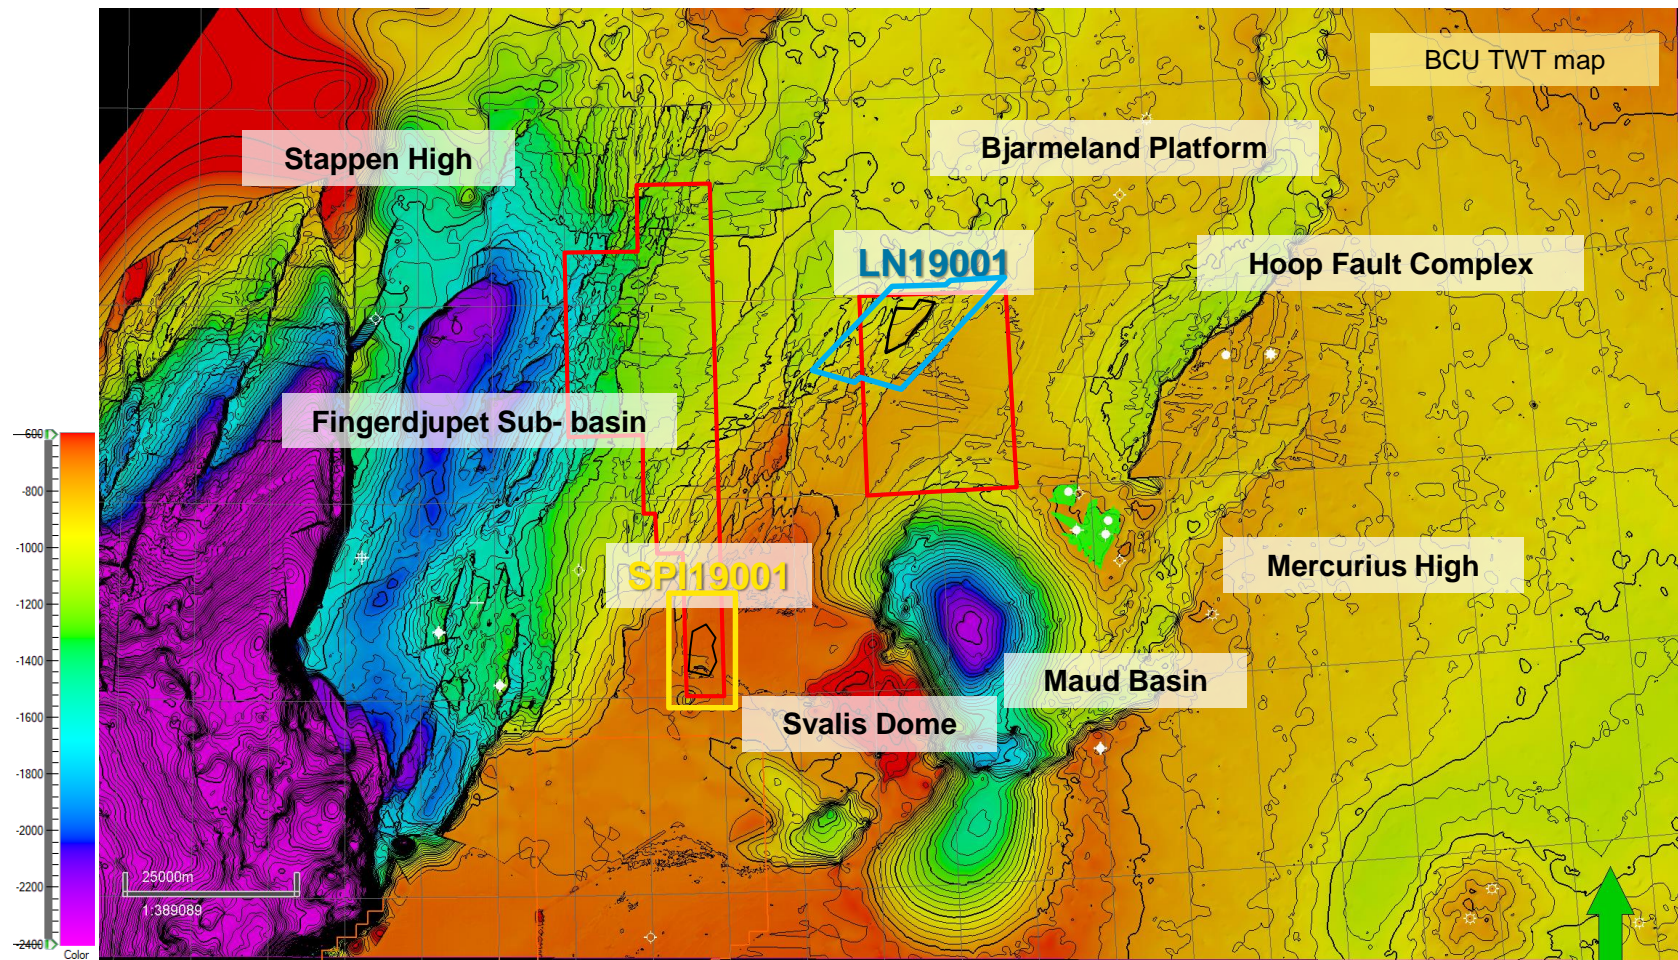 BCU TWT map
Stappen High
Bjarmeland Platform
LN19001
Hoop Fault Complex
Fingerdjupet Sub- basin
SPI19001
Mercurius High
Maud Basin
Svalis Dome
-600
-800
-1000
-1200
-1400
-1600
-1800
-2000
-2200
-2400
Color
25000m
1:389089